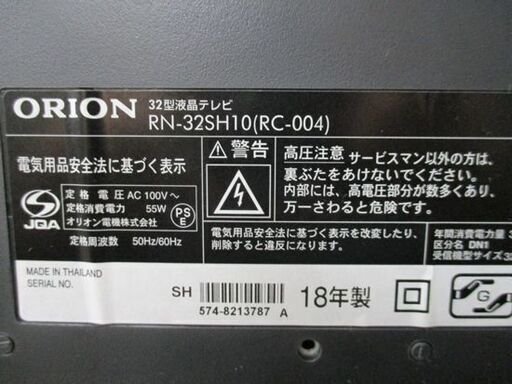 ORION
32型液晶テレビ
RN-32SH10(RC-004)
電気用品安全法に基づく表示
JQA
定格電圧 AC 100V～
定格消費電力 55W
オリオン電機株式会社
定格周波数 50Hz/60Hz
PS
E
警告
高圧注意 サービスマン以外の方は、
裏ぶたをあけないでください。
内部には、高電圧部分が数多くあり、
万一さわると危険です。
電気用品安全法に基づく表示を改変したり、
削除すると違反になります。
年間消費電力量
区分名 DN1
受信機型サイズ 32
MADE IN THAILAND
SERIAL NO.
SH
574-8213787 A
18年製
G